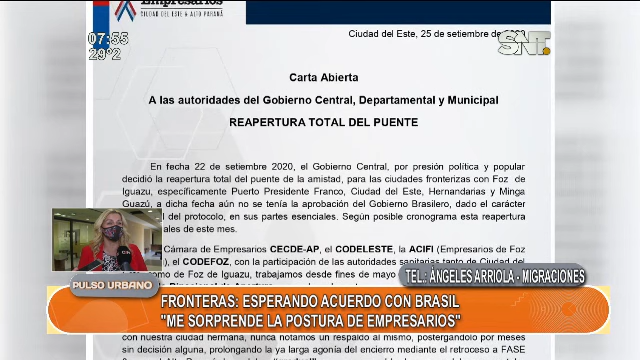 Empresarios
CIUDAD DEL ESTE & ALTO PARANÁ
07:55
29º2
SNT
Ciudad del Este, 25 de setiembre de
Carta Abierta
A las autoridades del Gobierno Central, Departamental y Municipal
REAPERTURA TOTAL DEL PUENTE
En fecha 22 de setiembre 2020, el Gobierno Central, por presión política y popular
decidió la reapertura total del puente de la amistad, para las ciudades fronterizas con Foz de
Iguazu, específicamente Puerto Presidente Franco, Ciudad del Este, Hernandarias y Minga
Guazú, a dicha fecha aún no se tenía la aprobación del Gobierno Brasilero, dado el carácter
del protocolo, en sus partes esenciales. Según posible cronograma esta reapertura
ales de este mes.
Cámara de Empresarios CECDE-AP, el CODELESTE, la ACIFI (Empresarios de Foz
), el CODEFOZ, con la participación de las autoridades sanitarias tanto de Ciudad del
como de Foz de Iguazu, trabajamos desde fines de mayo
TEL.: ÁNGELES ARRIOLA - MIGRACIONES
PULSO URBANO
FRONTERAS: ESPERANDO ACUERDO CON BRASIL
"ME SORPRENDE LA POSTURA DE EMPRESARIOS"
con nuestra ciudad hermana, nunca notamos un respaldo al mismo, postergándolo por meses
sin decisión alguna, prolongando la ya larga agonía del encierro mediante el retroceso a FASE